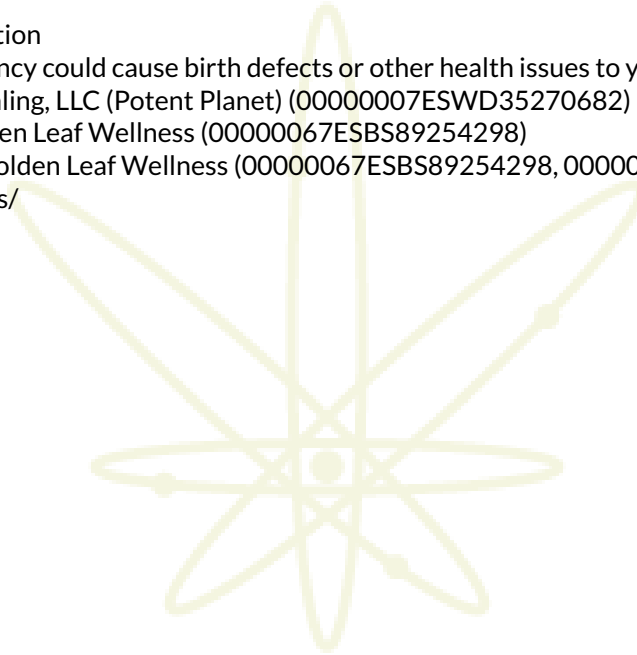 tion
ncy could cause birth defects or other health issues to y
ling, LLC (Potent Planet) (00000007ESWD35270682)
en Leaf Wellness (00000067ESBS89254298)
olden Leaf Wellness (00000067ESBS89254298, 00000
s/